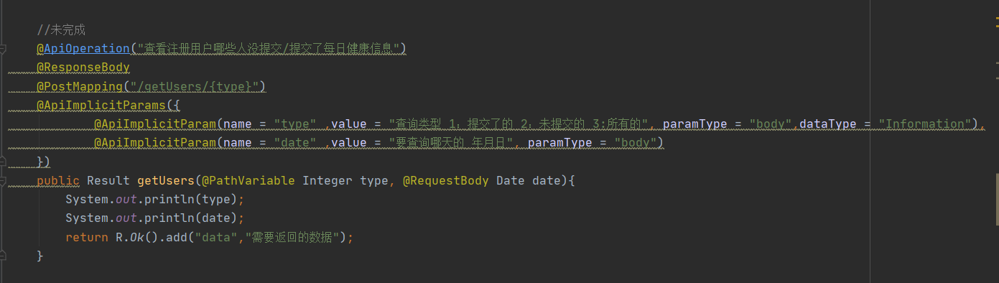 //未完成
@ApiOperation("查看注册用户哪些人没提交/提交了每日健康信息")
@ResponseBody
@PostMapping("/getUsers/{type}")
@ApiImplicitParams({
@ApiImplicitParam(name = "type" ,value = "查询类型 1：提交了的 2：未提交的 3:所有的", paramType = "body",dataType = "Information"),
@ApiImplicitParam(name = "date" ,value = "要查询哪天的 年月日", paramType = "body")
})
public Result getUsers(@PathVariable Integer type, @RequestBody Date date){
System.out.println(type);
System.out.println(date);
return R.Ok().add("data","需要返回的数据");
}